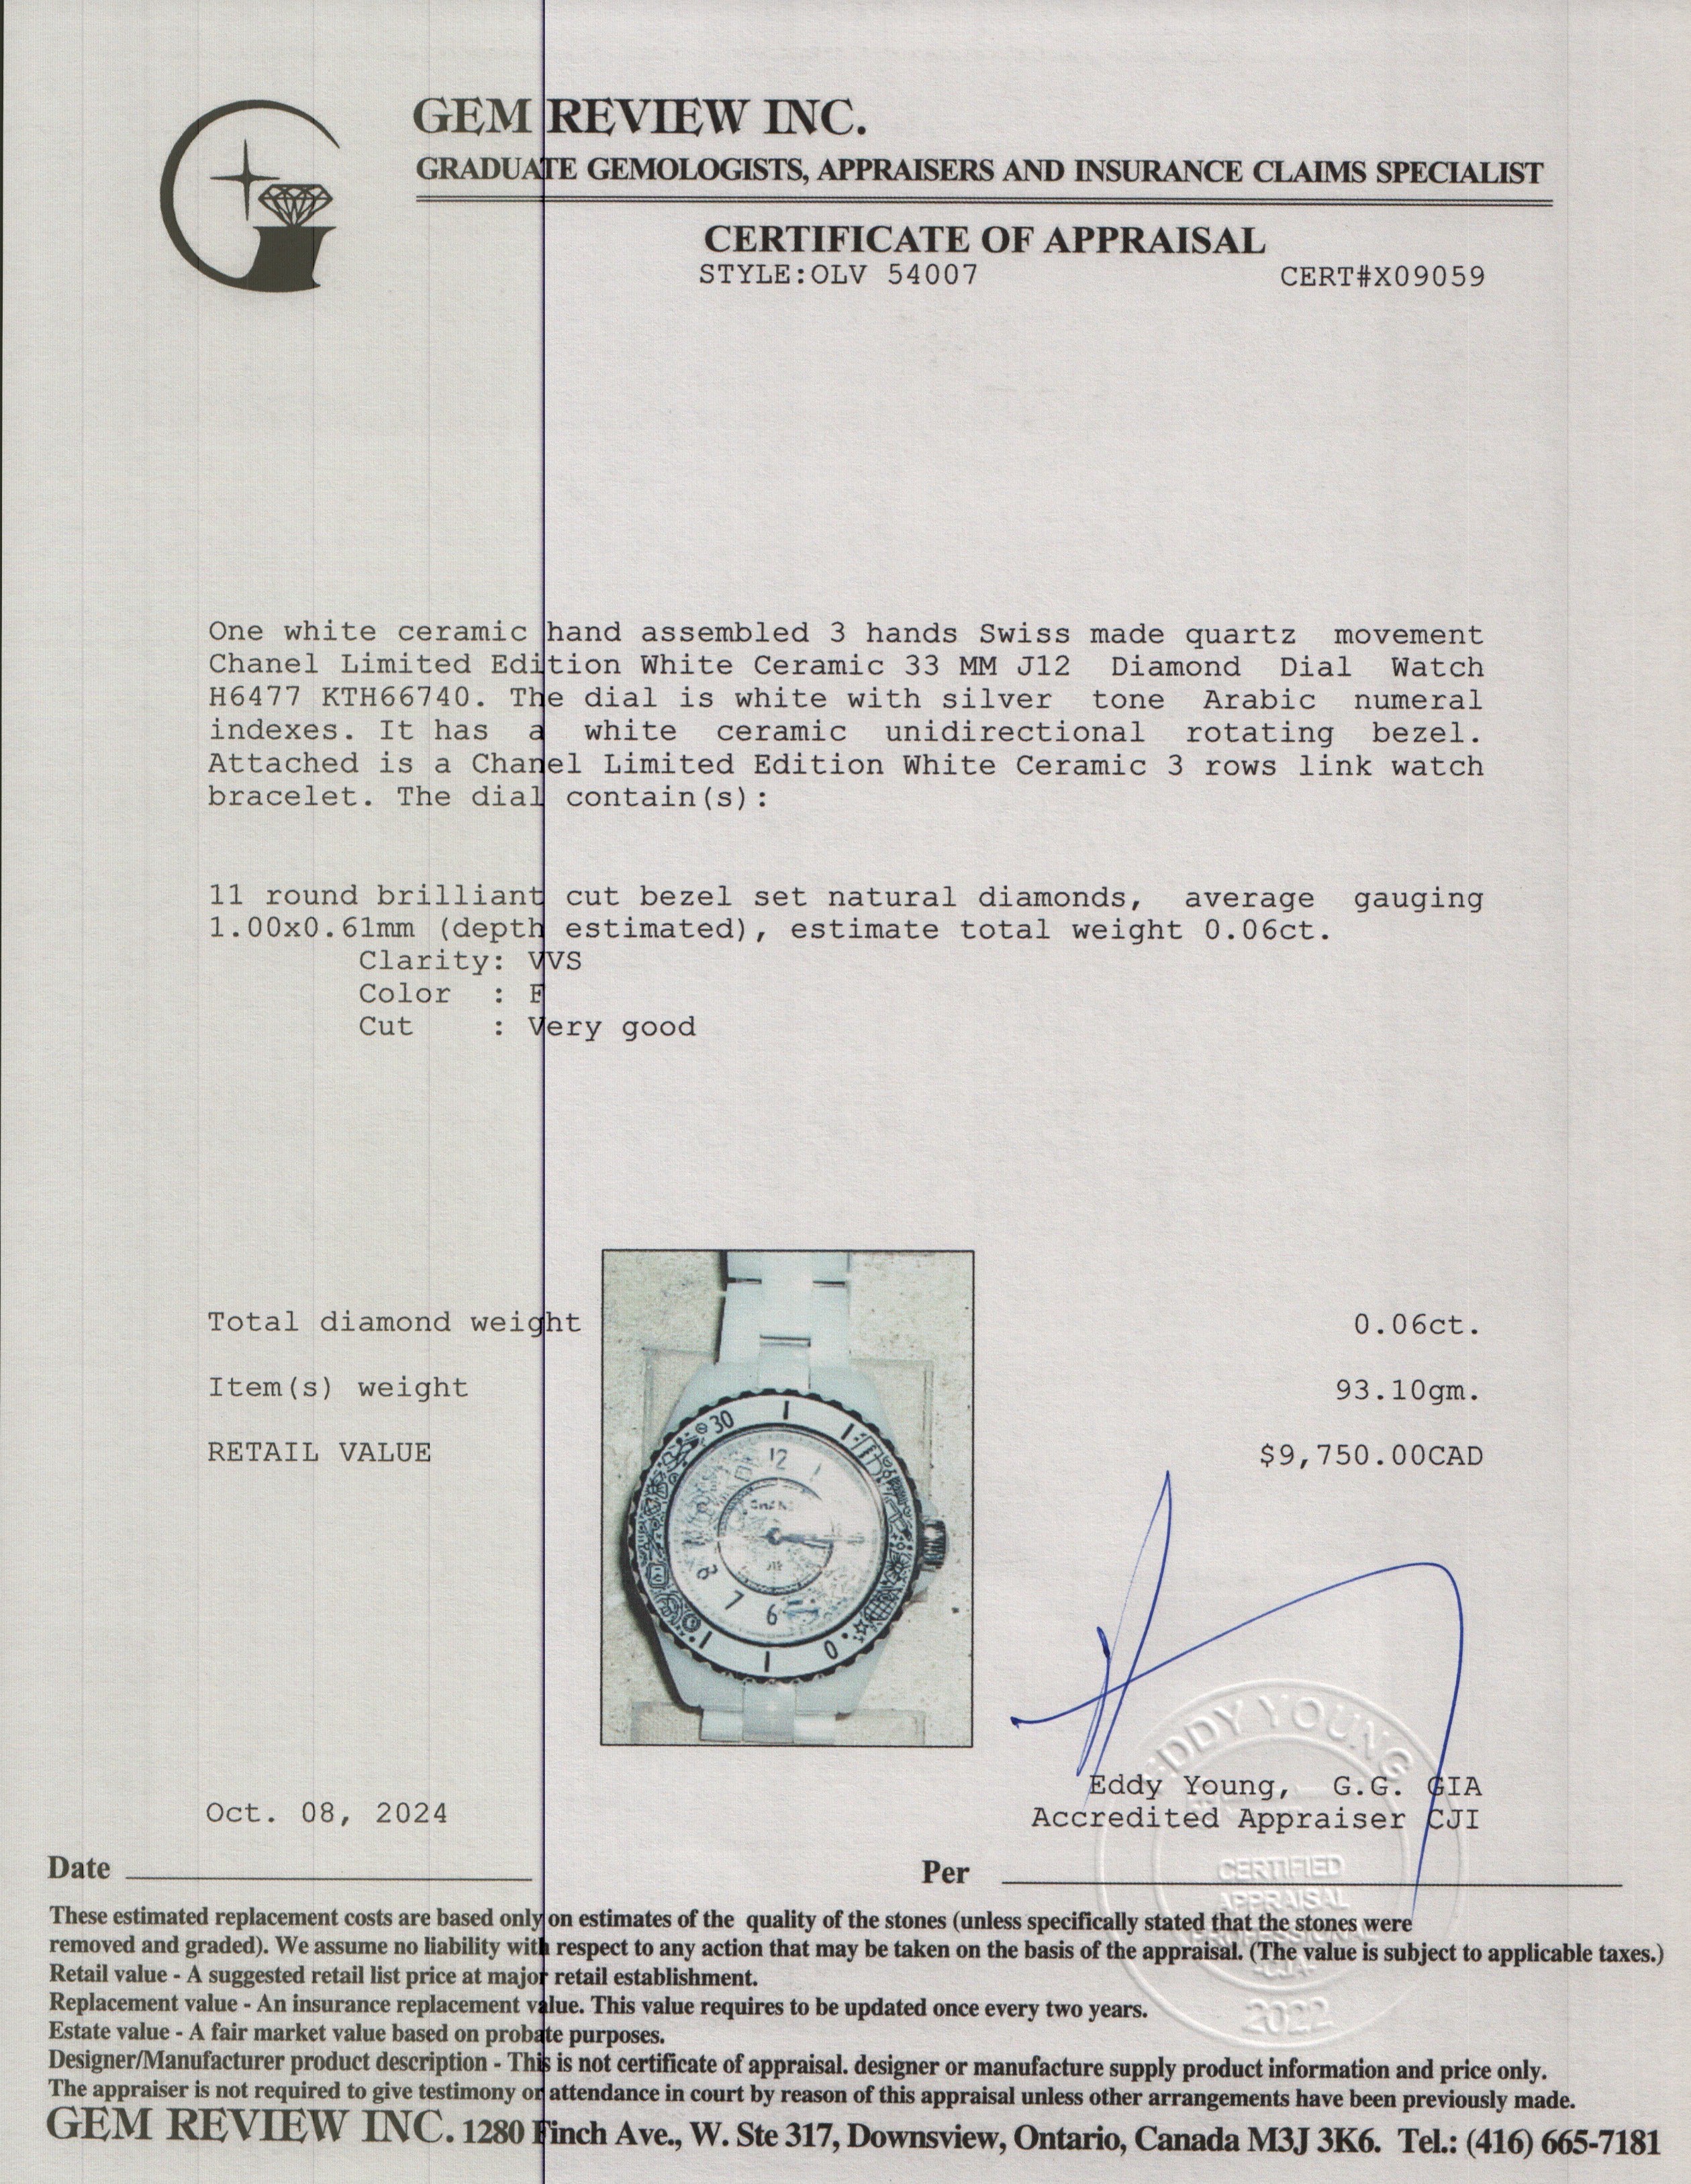 GEM REVIEW INC.
GRADUATE GEMOLOGISTS, APPRAISERS AND INSURANCE CLAIMS SPECIALIST
CERTIFICATE OF APPRAISAL
STYLE:OLV 54007 CERT#X09059
One white ceramic hand assembled 3 hands Swiss made quartz movement
Chanel Limited Edition White Ceramic 33 MM J12 Diamond Dial Watch
H6477 KTH66740. The dial is white with silver tone Arabic numeral
indexes. It has a white ceramic unidirectional rotating bezel.
Attached is a Chanel Limited Edition White Ceramic 3 rows link watch
bracelet. The dial contain(s):
11 round brilliant cut bezel set natural diamonds, average gauging
1.00x0.61mm (depth estimated), estimate total weight 0.06ct.
Clarity: VVS
Color :
Cut : Very good
Total diamond weight 0.06ct.
Item(s) weight 93.10gm.
RETAIL VALUE $9,750.00CAD
30
12
8
7
6
0
EDDY YOUNG
Eddy Young, G.G. GIA
Oct. 08, 2024
Accredited Appraiser CJI
CERTIFIED
APPRAISAL
Date
Per
These estimated replacement costs are based only on estimates of the quality of the stones (unless specifically stated that the stones were
removed and graded). We assume no liability with respect to any action that may be taken on the basis of the appraisal. (The value is subject to applicable taxes.)
Retail value - A suggested retail list price at major retail establishment.
Replacement value - An insurance replacement value. This value requires to be updated once every two years.
2022
Estate value - A fair market value based on probate purposes.
Designer/Manufacturer product description - This is not certificate of appraisal. designer or manufacture supply product information and price only.
The appraiser is not required to give testimony or attendance in court by reason of this appraisal unless other arrangements have been previously made.
GEM REVIEW INC. 1280 Finch Ave., W. Ste 317, Downsview, Ontario, Canada M3J 3K6. Tel.: (416) 665-7181